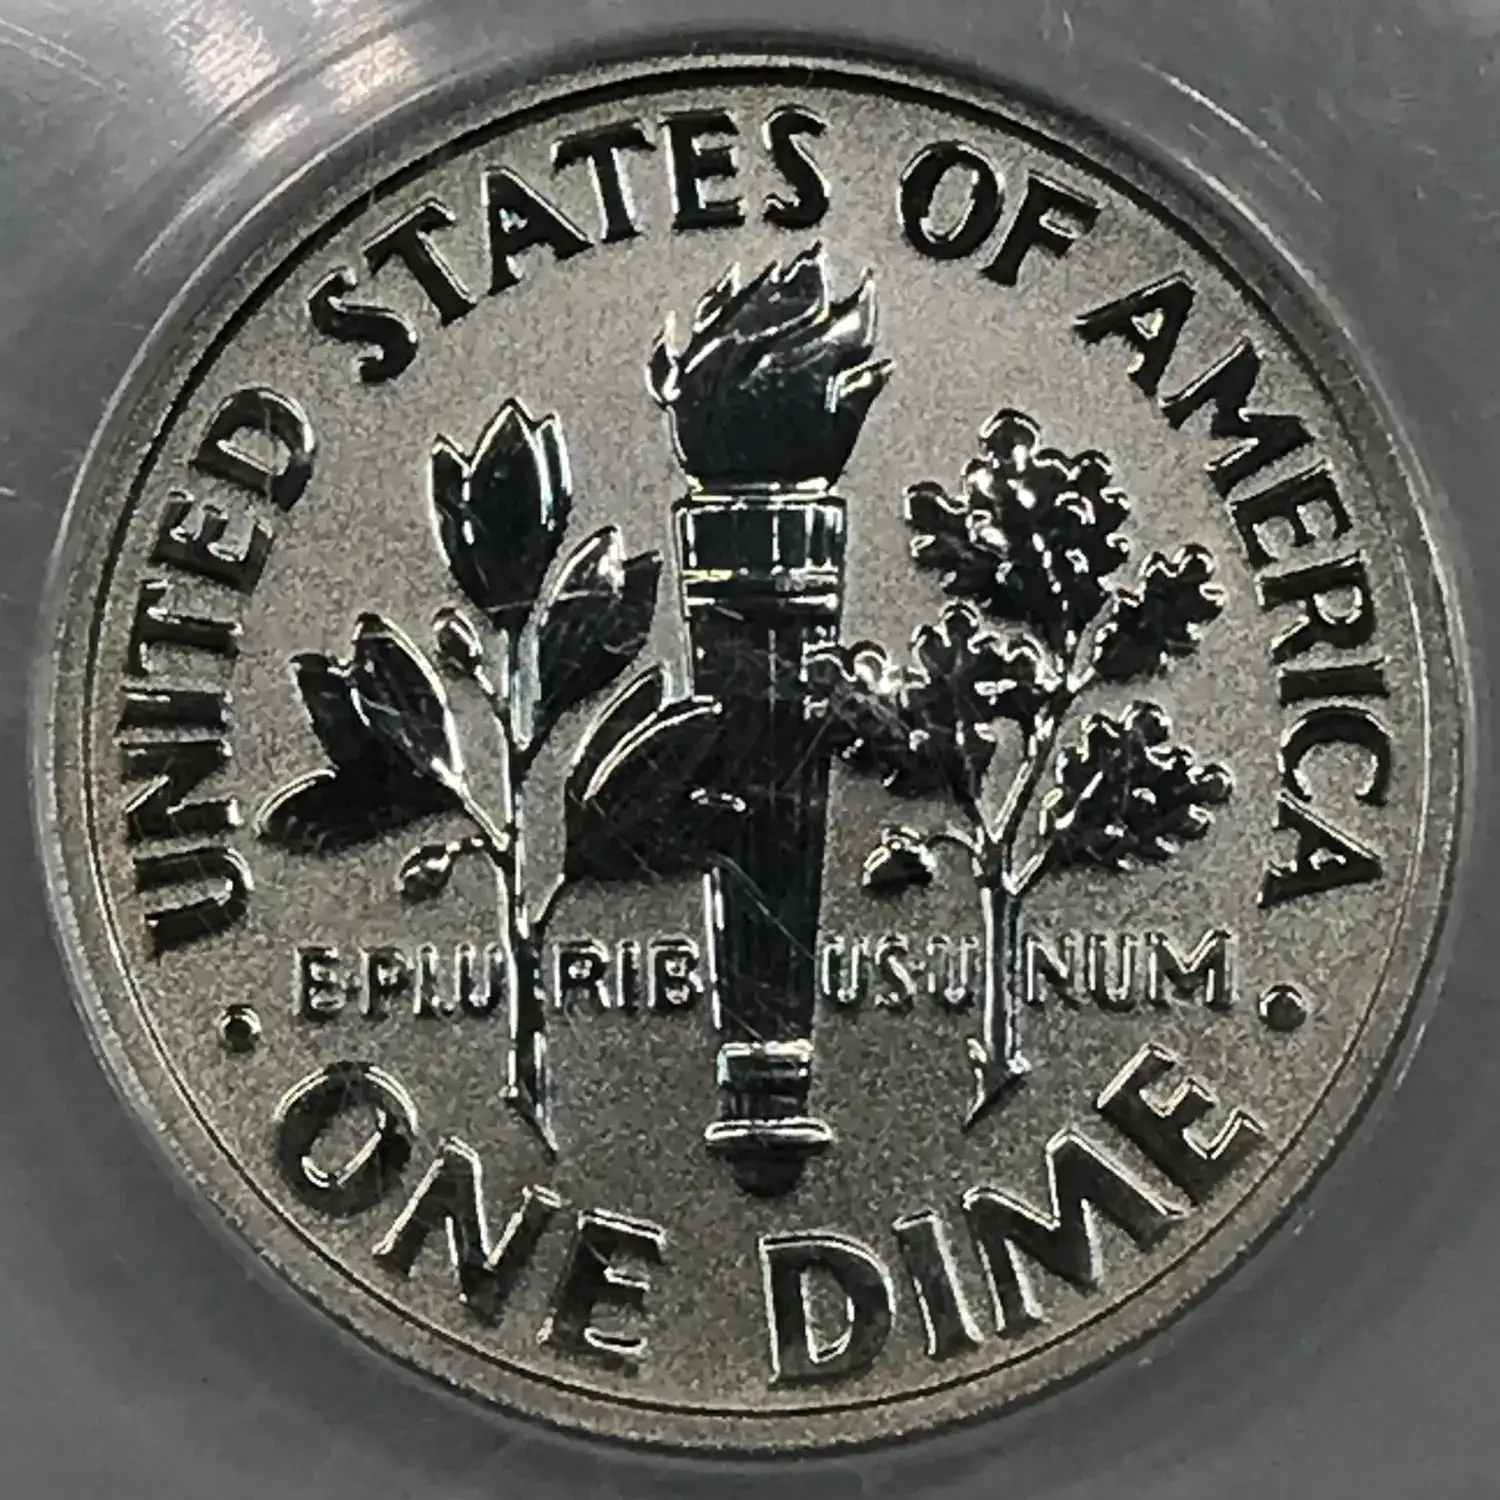 UNITED STATES OF AMERICA
E·PLURIBUS·UNUM
· ONE DIME ·